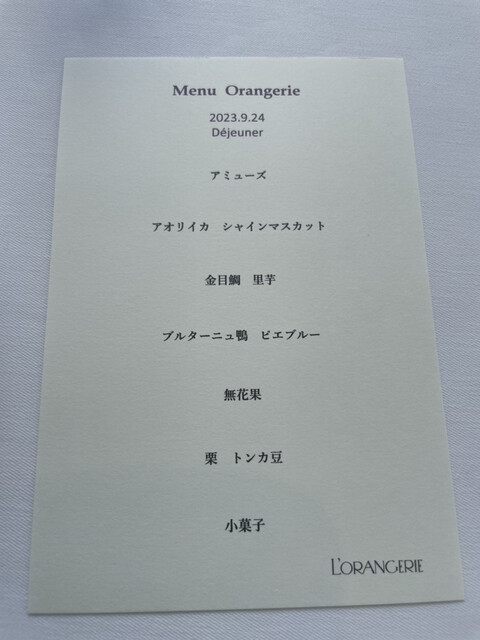 Menu Orangerie
2023.9.24
Déjeuner
アミューズ
アオリイカ　シャインマスカット
金目鯛　里芋
ブルターニュ鴨　ピエブルー
無花果
栗　トンカ豆
小菓子
L'ORANGERIE